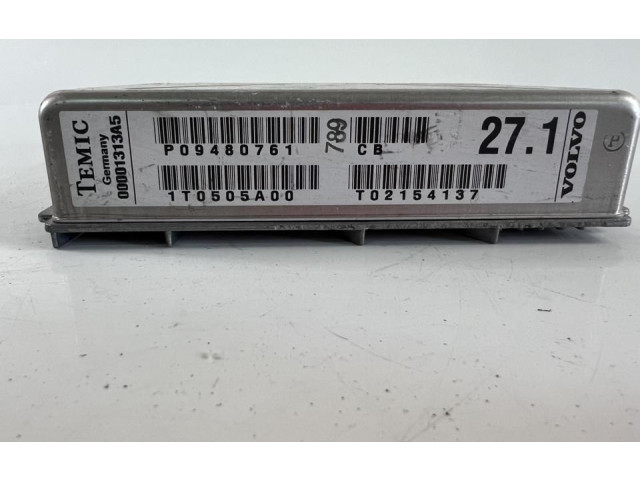 TEMIC
Germany
00001313A5
P09480761
789
CB
27.1
VOLVO
P
1T0505A00
T02154137